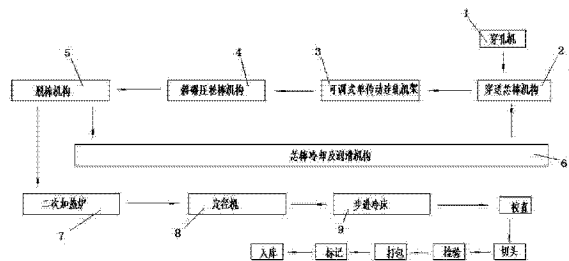 1
穿孔机
5
4
3
2
脱棒机构
斜碾压松棒机构
可调式单传动连轧机架
穿进芯棒机构
芯棒冷却及润滑机构
6
二次加热炉
定径机
步进冷床
校直
7
8
9
入库
标记
打包
检验
切头